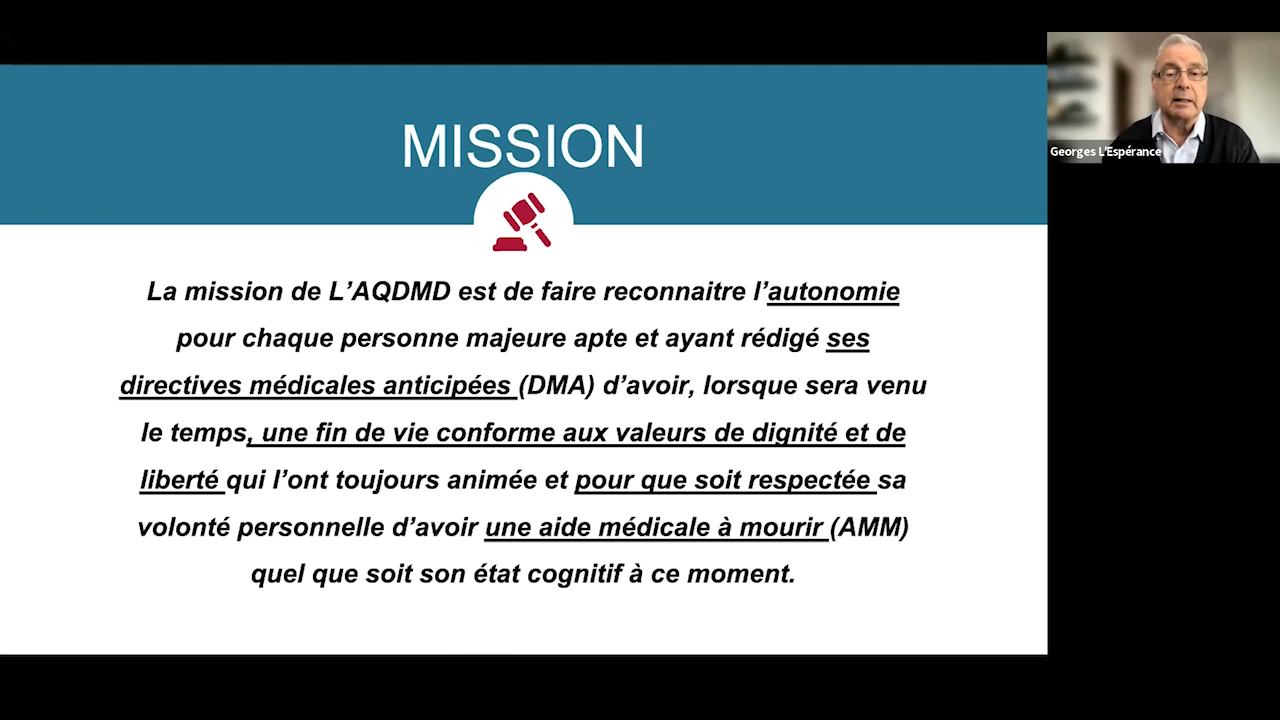 MISSION
La mission de L’AQDMD est de faire reconnaitre l’autonomie
pour chaque personne majeure apte et ayant rédigé ses
directives médicales anticipées (DMA) d’avoir, lorsque sera venu
le temps, une fin de vie conforme aux valeurs de dignité et de
liberté qui l’ont toujours animée et pour que soit respectée sa
volonté personnelle d’avoir une aide médicale à mourir (AMM)
quel que soit son état cognitif à ce moment.
Georges L'Espérance